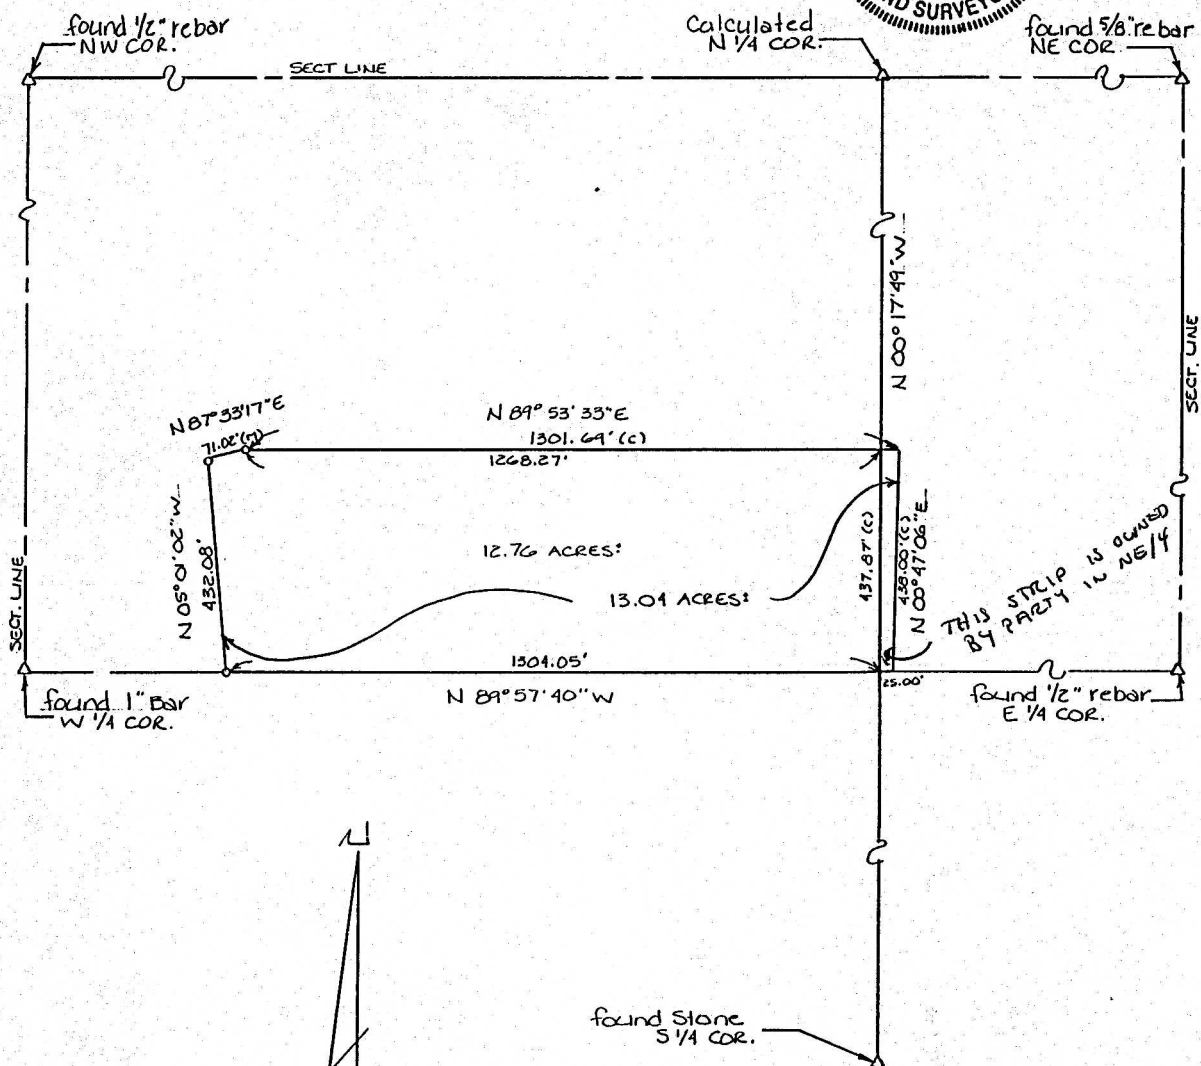 ND SURVEYO
found 1/2" rebar
NW COR.
Calculated
N 1/4 COR.
found 5/8" rebar
NE COR.
SECT LINE
SECT. LINE
SECT. LINE
N 00° 17' 49" W
N 87° 33' 17" E
71.02' (M)
N 89° 53' 33" E
1301.69' (C)
1268.27'
N 05° 10' 02" W
432.08'
12.76 ACRES±
13.04 ACRES±
437.87' (C)
438.00' (C)
N 00° 47' 06" E
THIS STRIP IS OWNED
BY PARTY IN NE1/4
1304.05'
N 89° 57' 40" W
25.00'
found 1" Bar
W 1/4 COR.
found 1/2" rebar
E 1/4 COR.
N
found Stone
S 1/4 COR.